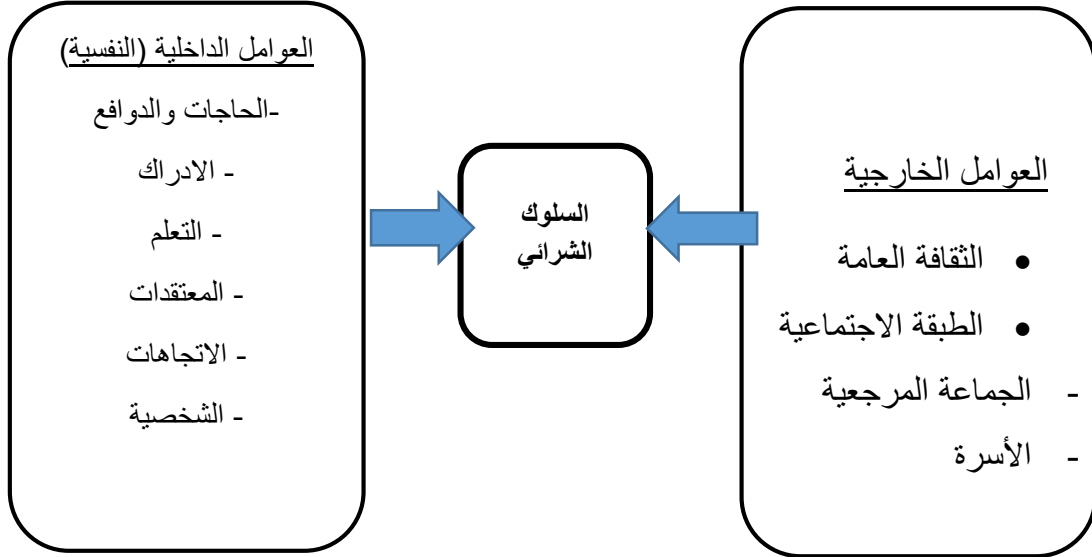 العوامل الخارجية
• الثقافة العامة
• الطبقة الاجتماعية
- الجماعة المرجعية
- الأسرة
السلوك
الشرائي
العوامل الداخلية (النفسية)
-الحاجات والدوافع
- الادراك
- التعلم
- المعتقدات
- الاتجاهات
- الشخصية